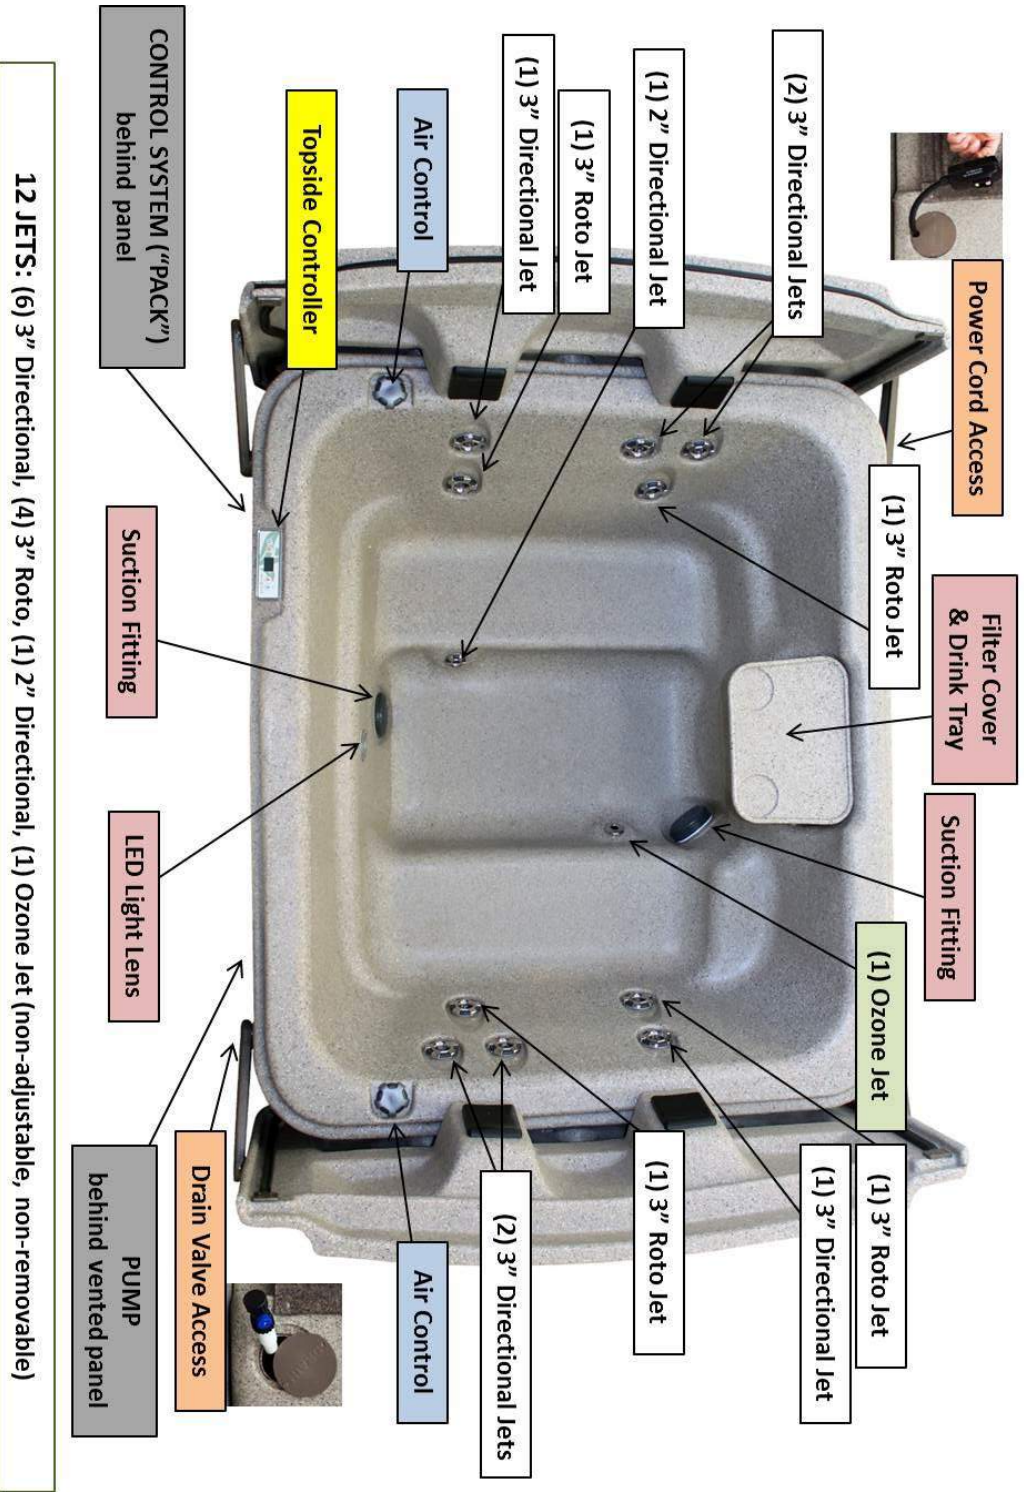 Power Cord Access
Filter Cover
& Drink Tray
Suction Fitting
(1) 3” Roto Jet
(1) Ozone Jet
(1) 3” Roto Jet
(2) 3” Directional Jets
(1) 3” Directional Jet
(1) 2” Directional Jet
(1) 3” Roto Jet
(1) 3” Roto Jet
(1) 3” Directional Jet
(2) 3” Directional Jets
Air Control
Air Control
Topside Controller
Drain Valve Access
CONTROL SYSTEM (“PACK”)
behind panel
Suction Fitting
LED Light Lens
PUMP
behind vented panel
12 JETS: (6) 3” Directional, (4) 3” Roto, (1) 2” Directional, (1) Ozone Jet (non-adjustable, non-removable)